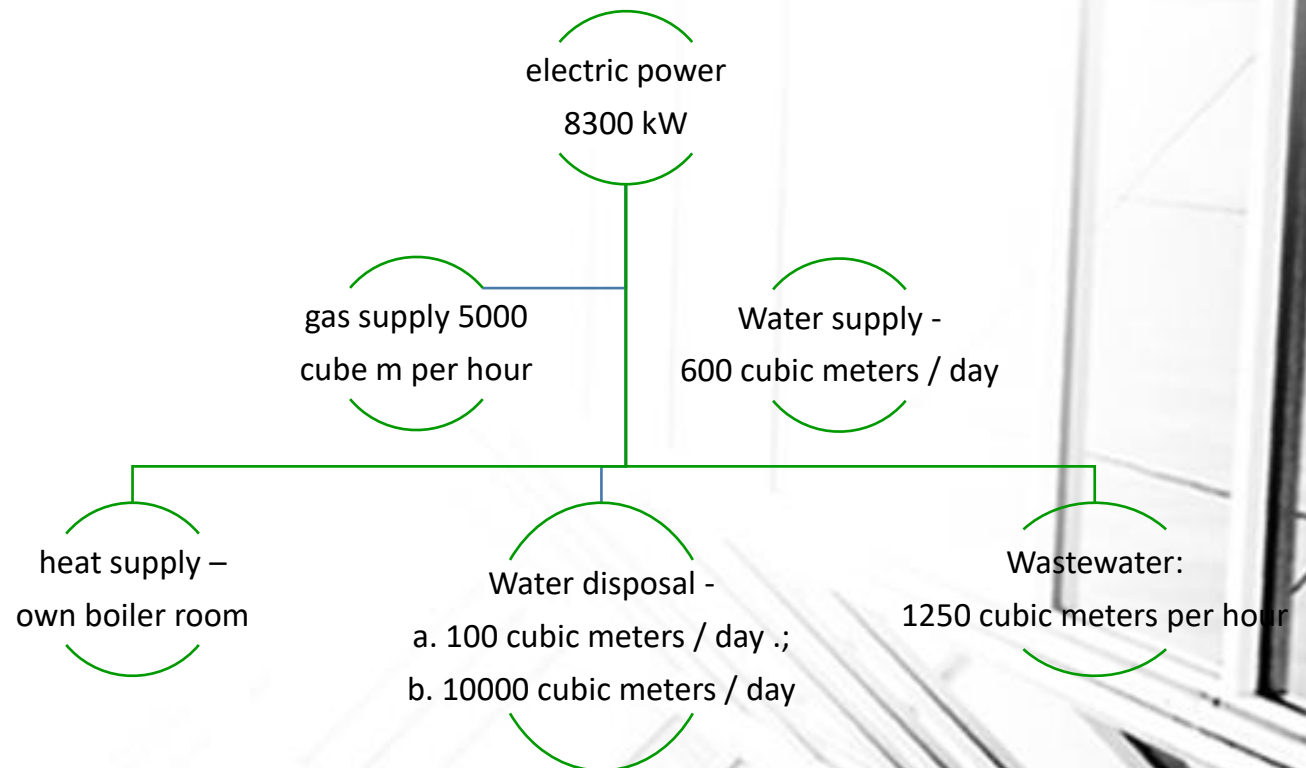 electric power
8300 kW
gas supply 5000
cube m per hour
Water supply -
600 cubic meters / day
heat supply –
own boiler room
Water disposal -
a. 100 cubic meters / day .;
b. 10000 cubic meters / day
Wastewater:
1250 cubic meters per hour